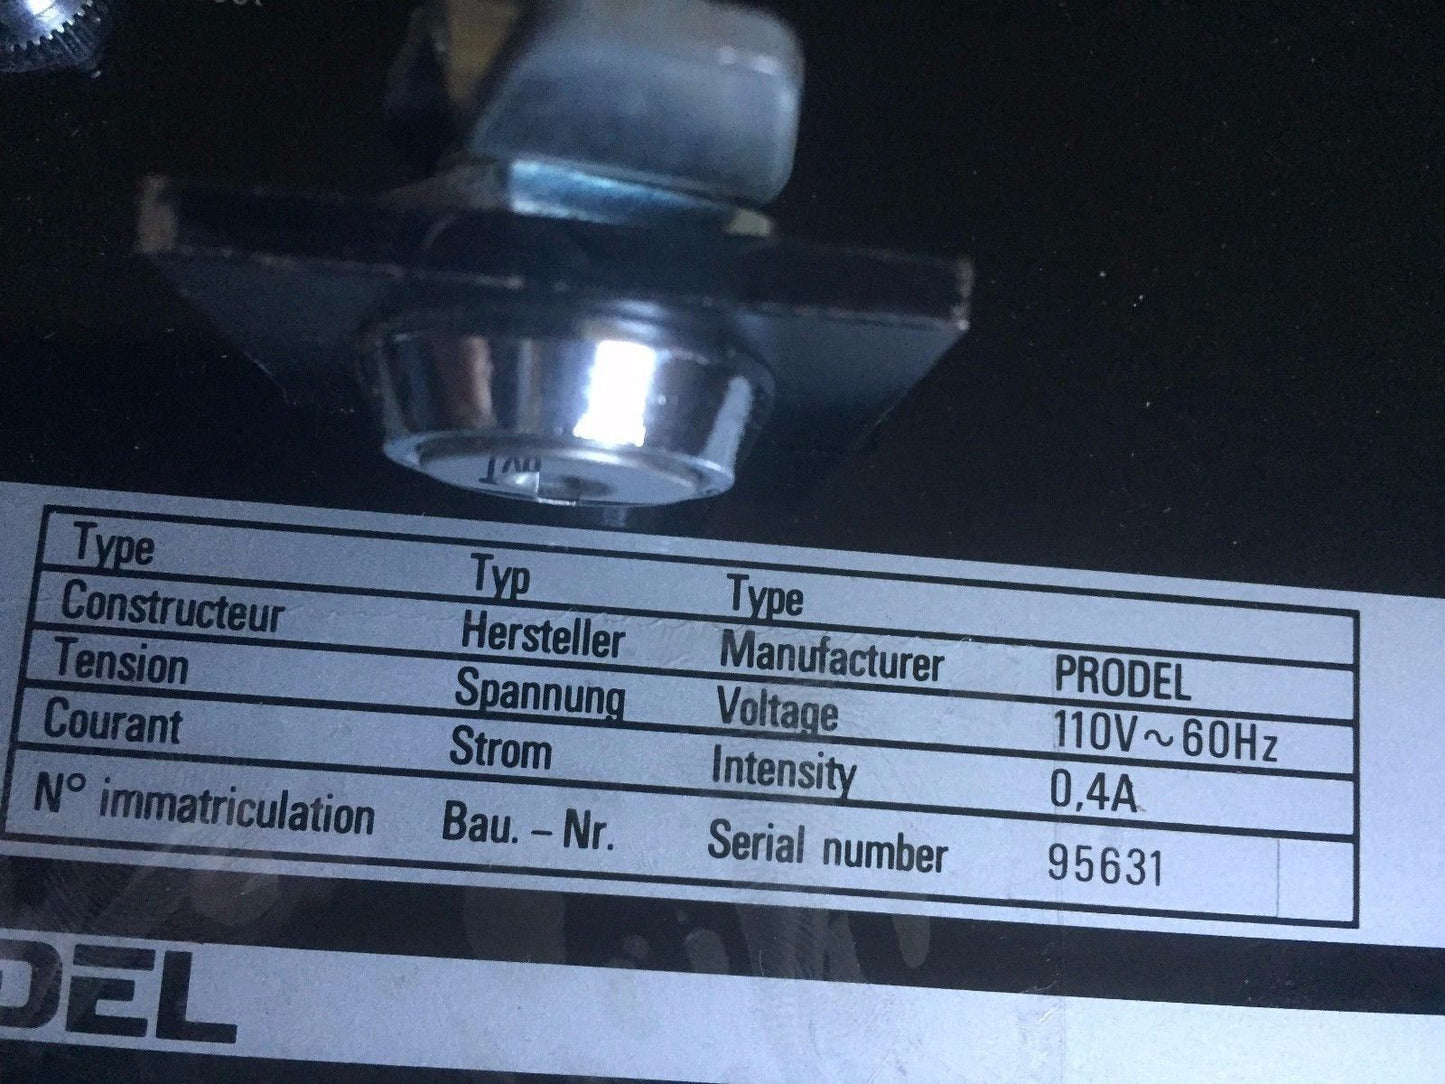 Type Typ Type
Constructeur Hersteller Manufacturer PRODEL
Tension Spannung Voltage 110V~60Hz
Courant Strom Intensity 0,4A
N° immatriculation Bau. – Nr. Serial number 95631
DEL